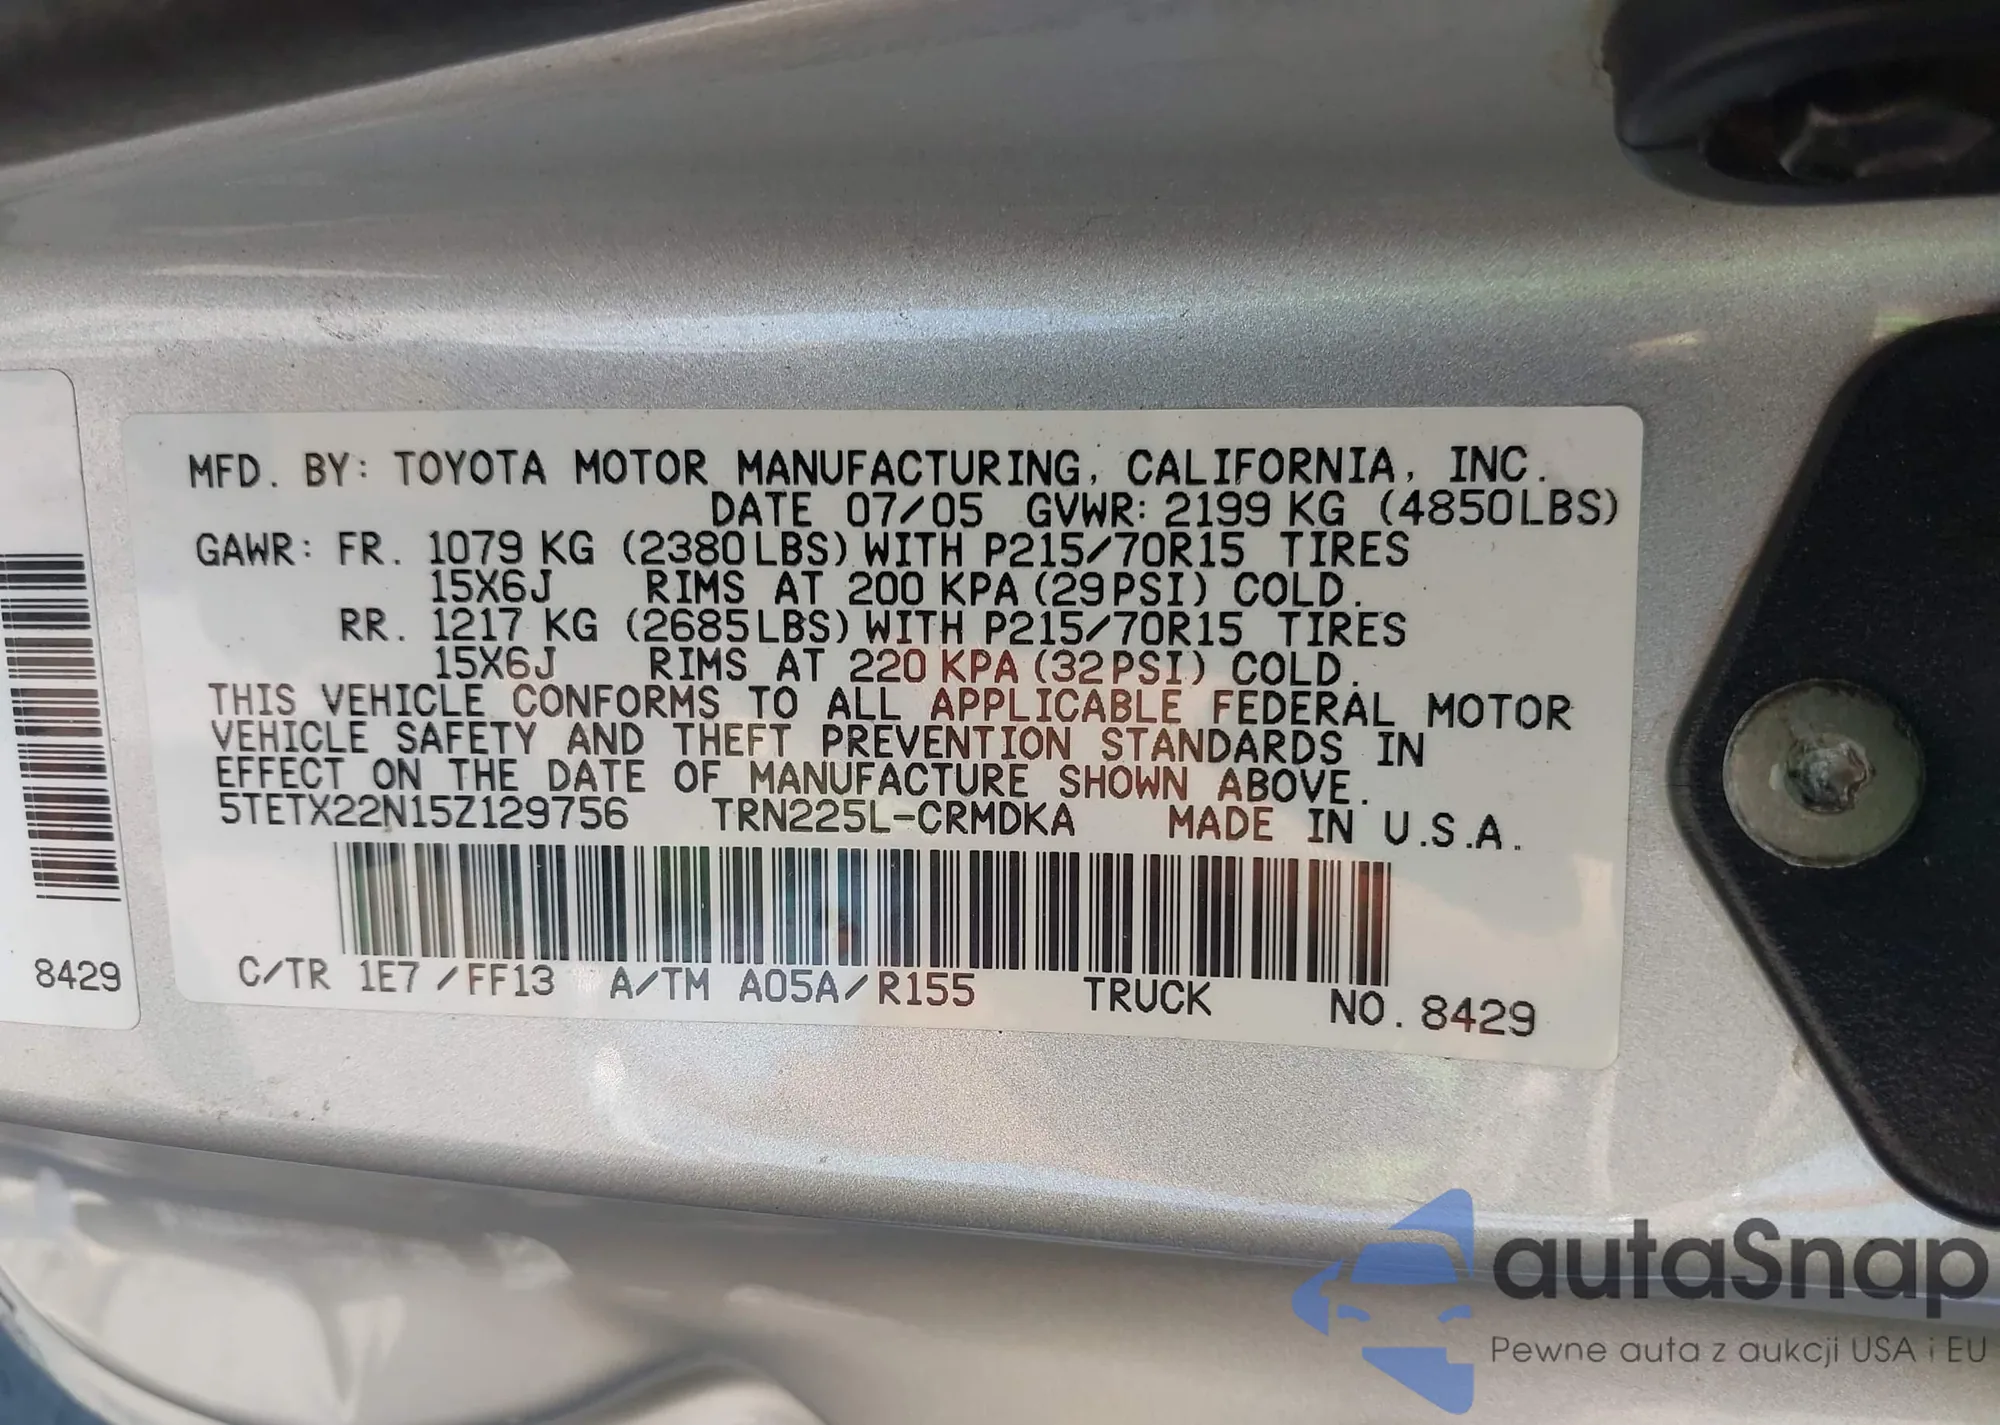 MFD. BY: TOYOTA MOTOR MANUFACTURING, CALIFORNIA, INC.
DATE 07/05 GVWR: 2199 KG (4850LBS)
GAWR: FR. 1079 KG (2380LBS) WITH P215/70R15 TIRES
15X6J RIMS AT 200 KPA (29PSI) COLD.
RR. 1217 KG (2685LBS) WITH P215/70R15 TIRES
15X6J RIMS AT 220 KPA (32PSI) COLD.
THIS VEHICLE CONFORMS TO ALL APPLICABLE FEDERAL MOTOR
VEHICLE SAFETY AND THEFT PREVENTION STANDARDS IN
EFFECT ON THE DATE OF MANUFACTURE SHOWN ABOVE.
5TETX22N15Z129756 TRN225L-CRMDKA MADE IN U.S.A.
C/TR 1E7 /FF13 A/TM A05A/R155 TRUCK NO. 8429
8429
autaSnap
Pewne auta z aukcji USA i EU